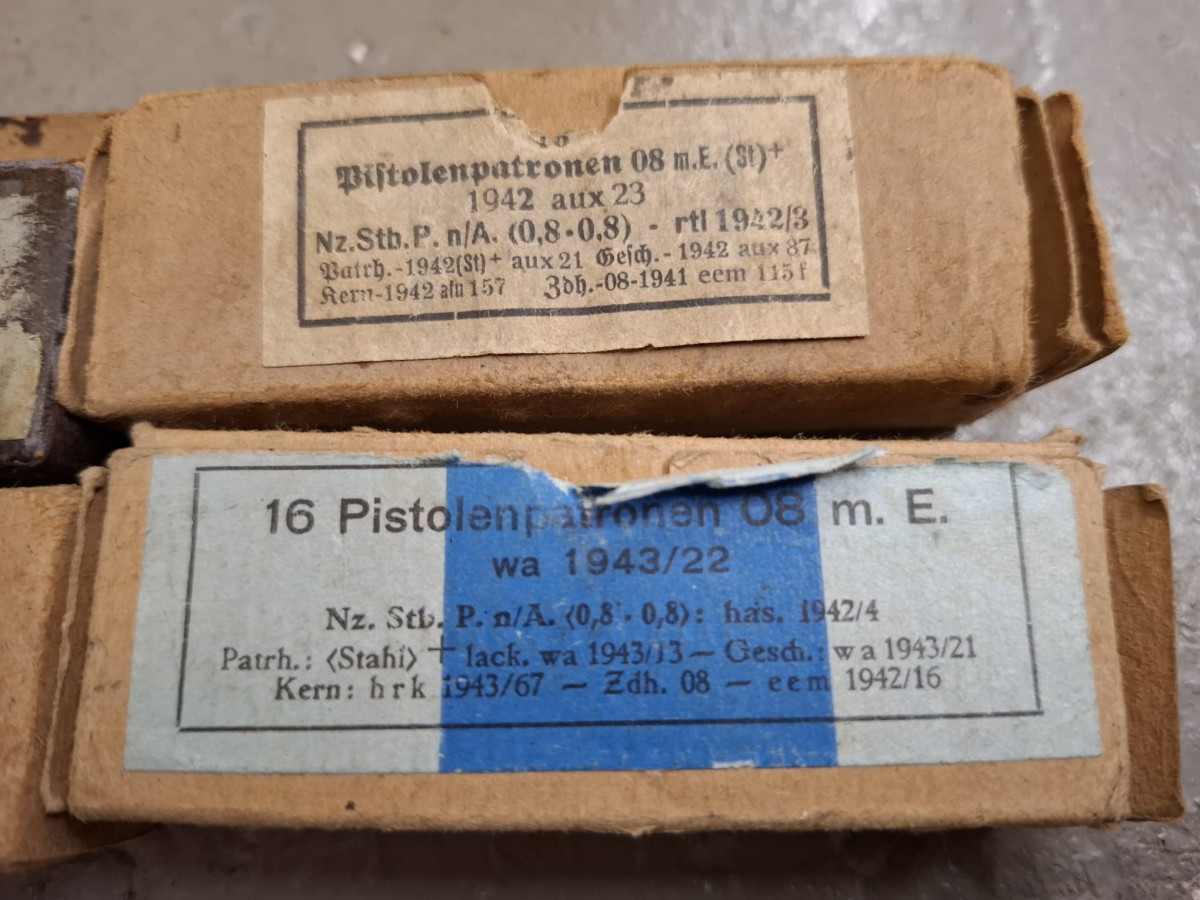 16
Pistolenpatronen 08 m.E. (St)+
1942 aux 23
Nz.Stb.P. n/A. (0,8·0,8) - rtl 1942/3
Patrh.-1942(St)+ aux 21 Gesch.- 1942 aux 37
Kern-1942 afn 157 Zdh.-08-1941 eem 115 f
16 Pistolenpatronen 08 m. E.
wa 1943/22
Nz. Stb. P. n/A. (0,8 · 0,8): has. 1942/4
Patrh.: ⟨Stahl⟩ + lack. wa 1943/13 — Gesch.: wa 1943/21
Kern: hrk 1943/67 — Zdh. 08 — eem 1942/16